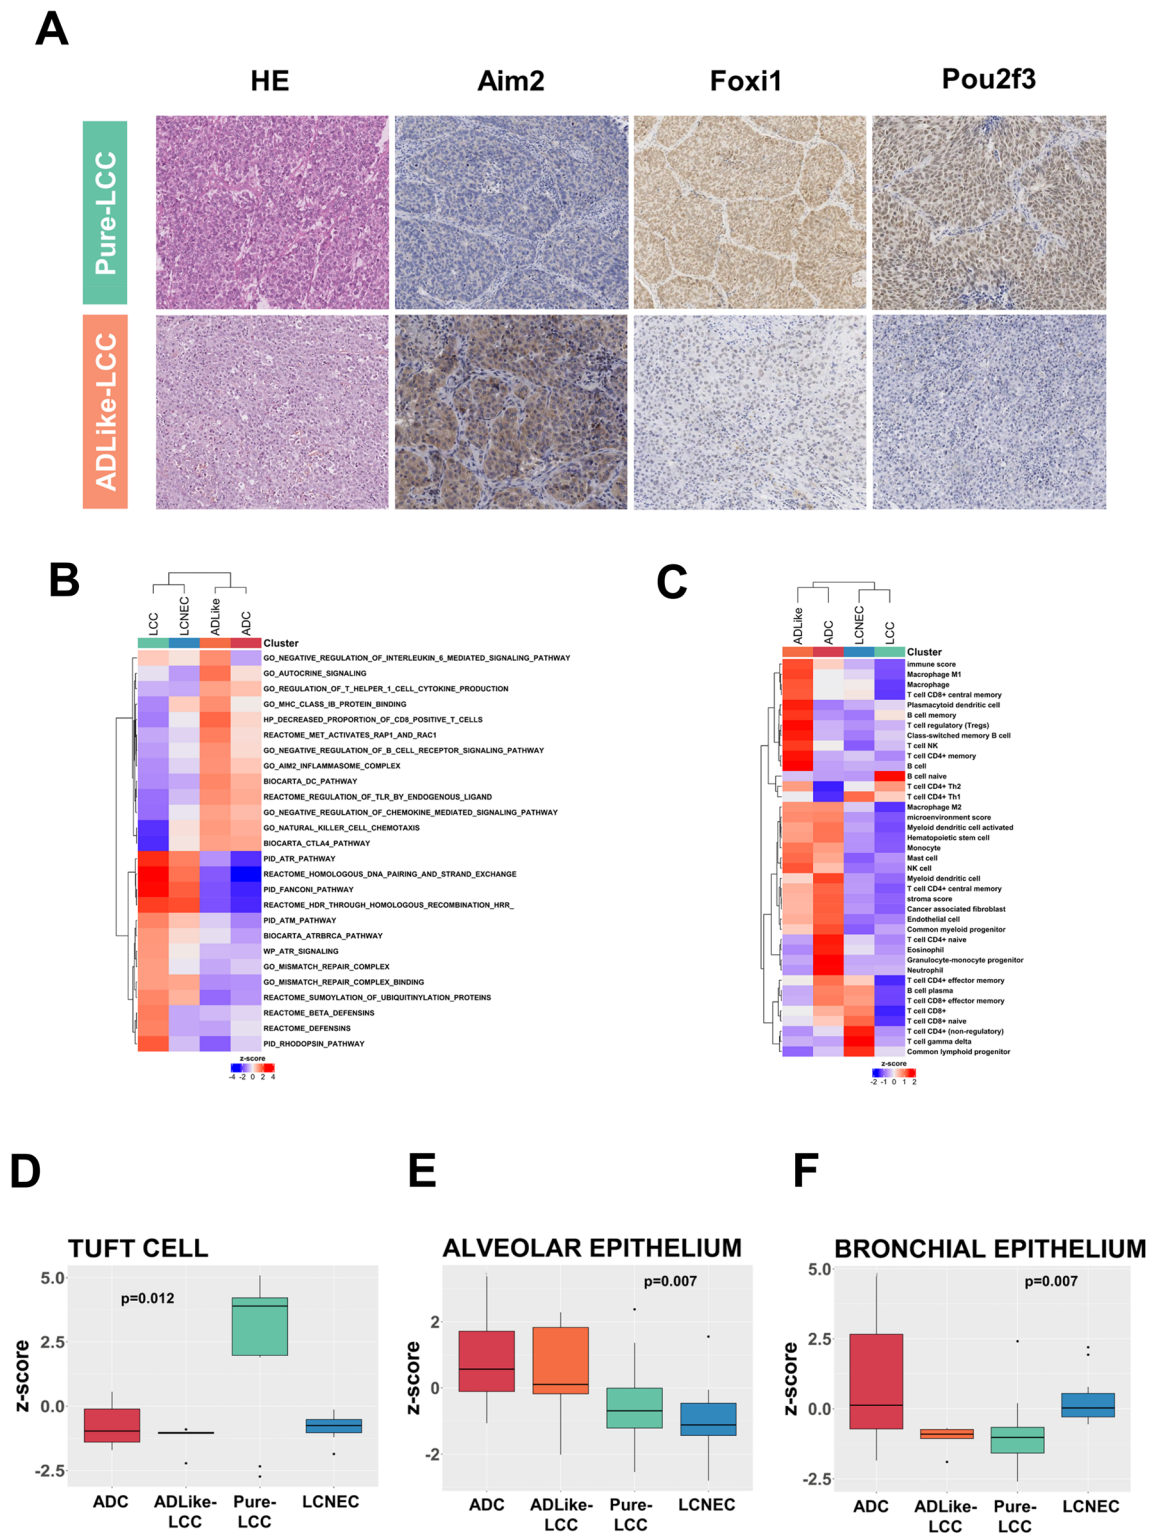 A
HE
Aim2
Foxi1
Pou2f3
Pure-LCC
ADLike-LCC
B
LCC
LCNEC
ADLike
ADC
Cluster
GO_NEGATIVE_REGULATION_OF_INTERLEUKIN_6_MEDIATED_SIGNALING_PATHWAY
GO_AUTOCRINE_SIGNALING
GO_REGULATION_OF_T_HELPER_1_CELL_CYTOKINE_PRODUCTION
GO_MHC_CLASS_IB_PROTEIN_BINDING
HP_DECREASED_PROPORTION_OF_CD8_POSITIVE_T_CELLS
REACTOME_MET_ACTIVATES_RAP1_AND_RAC1
GO_NEGATIVE_REGULATION_OF_B_CELL_RECEPTOR_SIGNALING_PATHWAY
GO_AIM2_INFLAMMASOME_COMPLEX
BIOCARTA_DC_PATHWAY
REACTOME_REGULATION_OF_TLR_BY_ENDOGENOUS_LIGAND
GO_NEGATIVE_REGULATION_OF_CHEMOKINE_MEDIATED_SIGNALING_PATHWAY
GO_NATURAL_KILLER_CELL_CHEMOTAXIS
BIOCARTA_CTLA4_PATHWAY
PID_ATR_PATHWAY
REACTOME_HOMOLOGOUS_DNA_PAIRING_AND_STRAND_EXCHANGE
PID_FANCONI_PATHWAY
REACTOME_HDR_THROUGH_HOMOLOGOUS_RECOMBINATION_HRR_
PID_ATM_PATHWAY
BIOCARTA_ATRBRCA_PATHWAY
WP_ATR_SIGNALING
GO_MISMATCH_REPAIR_COMPLEX
GO_MISMATCH_REPAIR_COMPLEX_BINDING
REACTOME_SUMOYLATION_OF_UBIQUITINYLATION_PROTEINS
REACTOME_BETA_DEFENSINS
REACTOME_DEFENSINS
PID_RHODOPSIN_PATHWAY
z-score
-4 -2 0 2 4
C
ADLike
ADC
LCNEC
LCC
Cluster
immune score
Macrophage M1
Macrophage
T cell CD8+ central memory
Plasmacytoid dendritic cell
B cell memory
T cell regulatory (Tregs)
Class-switched memory B cell
T cell NK
T cell CD4+ memory
B cell
B cell naive
T cell CD4+ Th2
T cell CD4+ Th1
Macrophage M2
microenvironment score
Myeloid dendritic cell activated
Hematopoietic stem cell
Monocyte
Mast cell
NK cell
Myeloid dendritic cell
T cell CD4+ central memory
stroma score
Cancer associated fibroblast
Endothelial cell
Common myeloid progenitor
T cell CD4+ naive
Eosinophil
Granulocyte-monocyte progenitor
Neutrophil
T cell CD4+ effector memory
B cell plasma
T cell CD8+ effector memory
T cell CD8+
T cell CD8+ naive
T cell CD4+ (non-regulatory)
T cell gamma delta
Common lymphoid progenitor
z-score
-2 -1 0 1 2
D
TUFT CELL
5.0
p=0.012
2.5
z-score
0.0
-2.5
ADC
ADLike-
LCC
Pure-
LCC
LCNEC
E
ALVEOLAR EPITHELIUM
p=0.007
2
z-score
0
-2
ADC
ADLike-
LCC
Pure-
LCC
LCNEC
F
BRONCHIAL EPITHELIUM
5.0
p=0.007
2.5
z-score
0.0
-2.5
ADC
ADLike-
LCC
Pure-
LCC
LCNEC